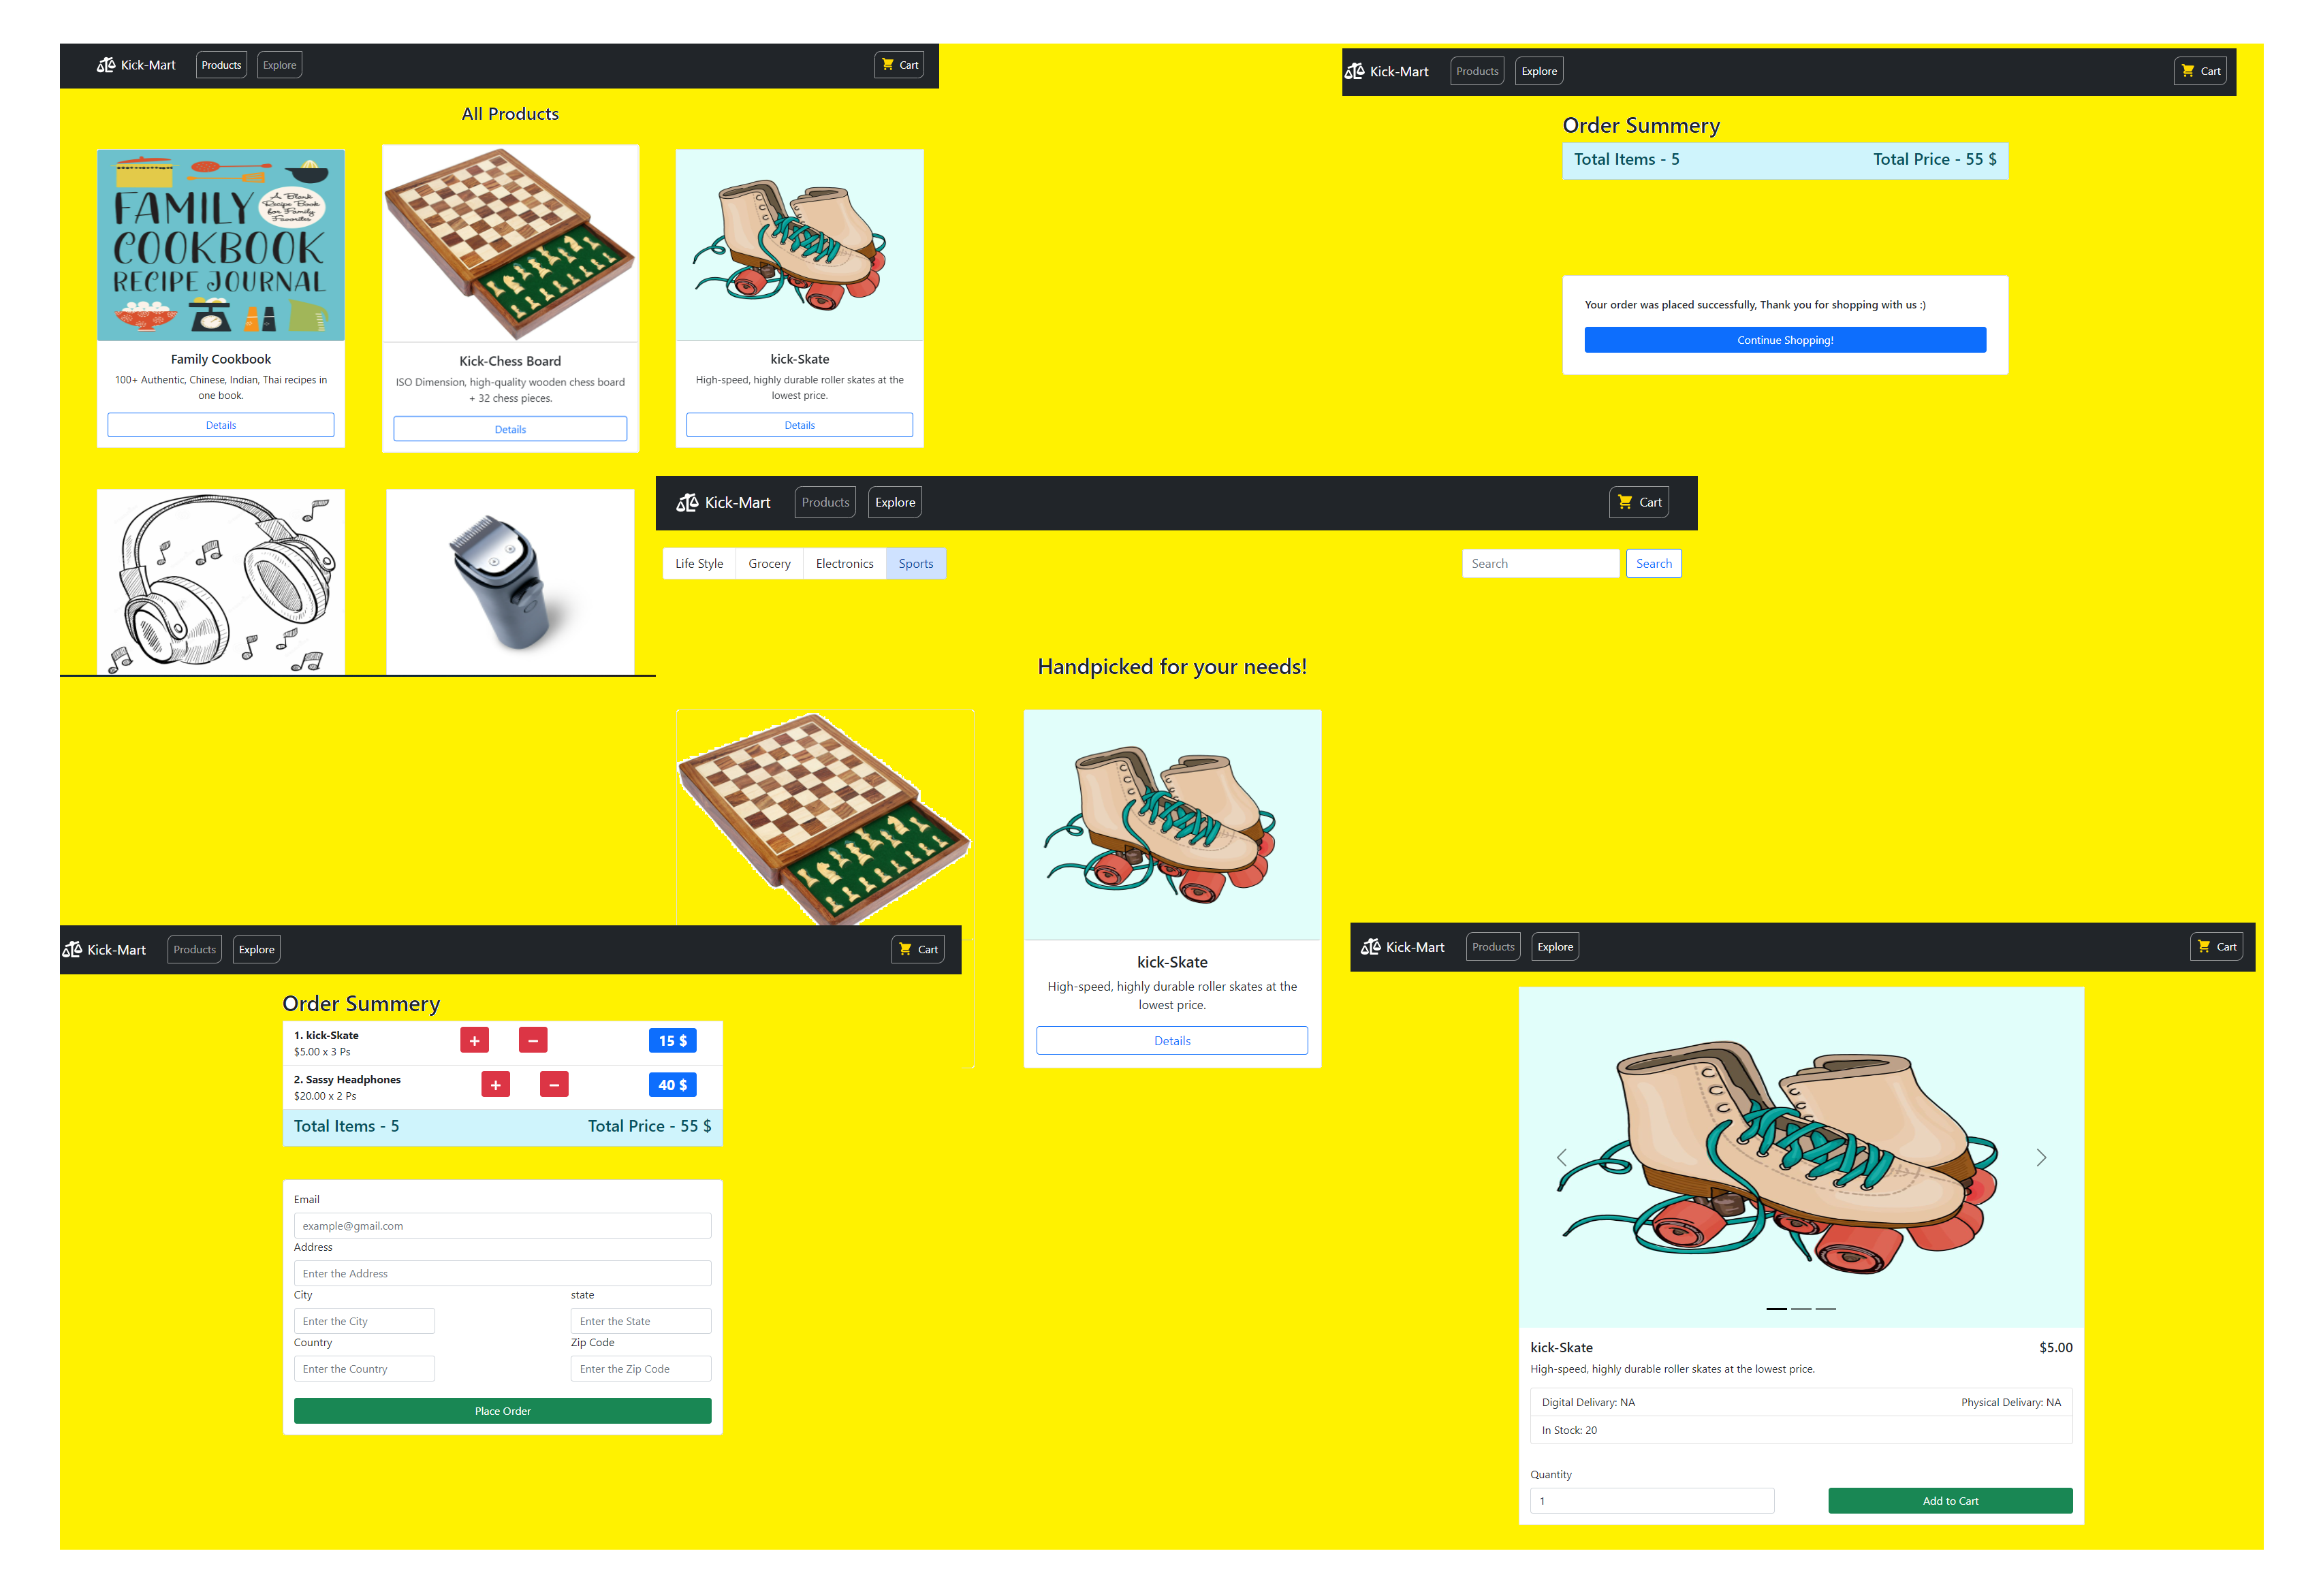 Kick-Mart
Products
Explore
Cart
All Products
FAMILY
A Blank
Recipe Book
for Family
Favorites
COOKBOOK
RECIPE JOURNAL
Family Cookbook
100+ Authentic, Chinese, Indian, Thai recipes in
one book.
Details
Kick-Chess Board
ISO Dimension, high-quality wooden chess board
+ 32 chess pieces.
Details
kick-Skate
High-speed, highly durable roller skates at the
lowest price.
Details
Kick-Mart
Products
Explore
Cart
Order Summery
Total Items - 5
Total Price - 55 $
Your order was placed successfully, Thank you for shopping with us :)
Continue Shopping!
Kick-Mart
Products
Explore
Cart
Life Style
Grocery
Electronics
Sports
Search
Search
Handpicked for your needs!
kick-Skate
High-speed, highly durable roller skates at the
lowest price.
Details
Kick-Mart
Products
Explore
Cart
Order Summery
1. kick-Skate
$5.00 x 3 Ps
+
−
15 $
2. Sassy Headphones
$20.00 x 2 Ps
+
−
40 $
Total Items - 5
Total Price - 55 $
Email
example@gmail.com
Address
Enter the Address
City
state
Enter the City
Enter the State
Country
Zip Code
Enter the Country
Enter the Zip Code
Place Order
Kick-Mart
Products
Explore
Cart
kick-Skate
$5.00
High-speed, highly durable roller skates at the lowest price.
Digital Delivary: NA
Physical Delivary: NA
In Stock: 20
Quantity
1
Add to Cart